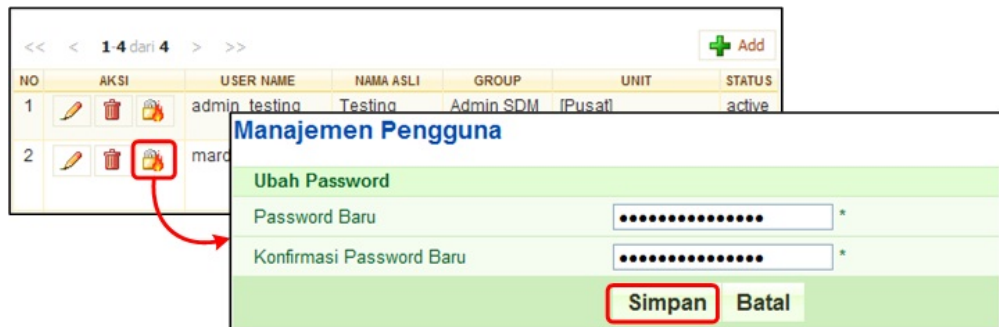 << < 1-4 dari 4 > >> Add
NO AKSI USER NAME NAMA ASLI GROUP UNIT STATUS
1 admin_testing Testing Admin SDM [Pusat] active
2
Manajemen Pengguna
Ubah Password
Password Baru ••••••••••••••• *
Konfirmasi Password Baru ••••••••••••••• *
Simpan Batal